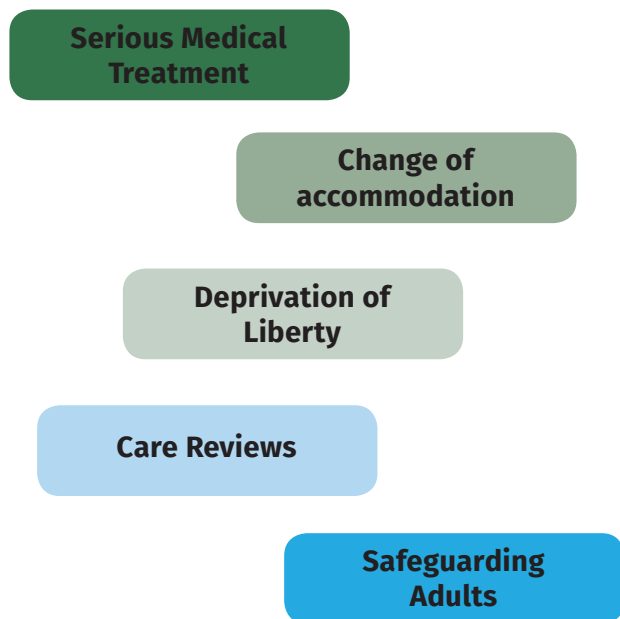 Serious Medical
Treatment
Change of
accommodation
Deprivation of
Liberty
Care Reviews
Safeguarding
Adults